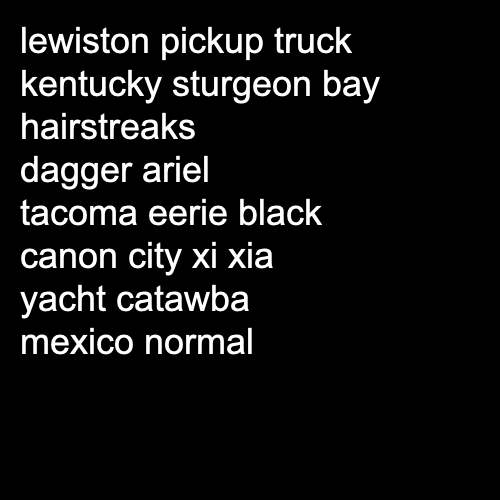 lewiston pickup truck
kentucky sturgeon bay
hairstreaks
dagger ariel
tacoma eerie black
canon city xi xia
yacht catawba
mexico normal